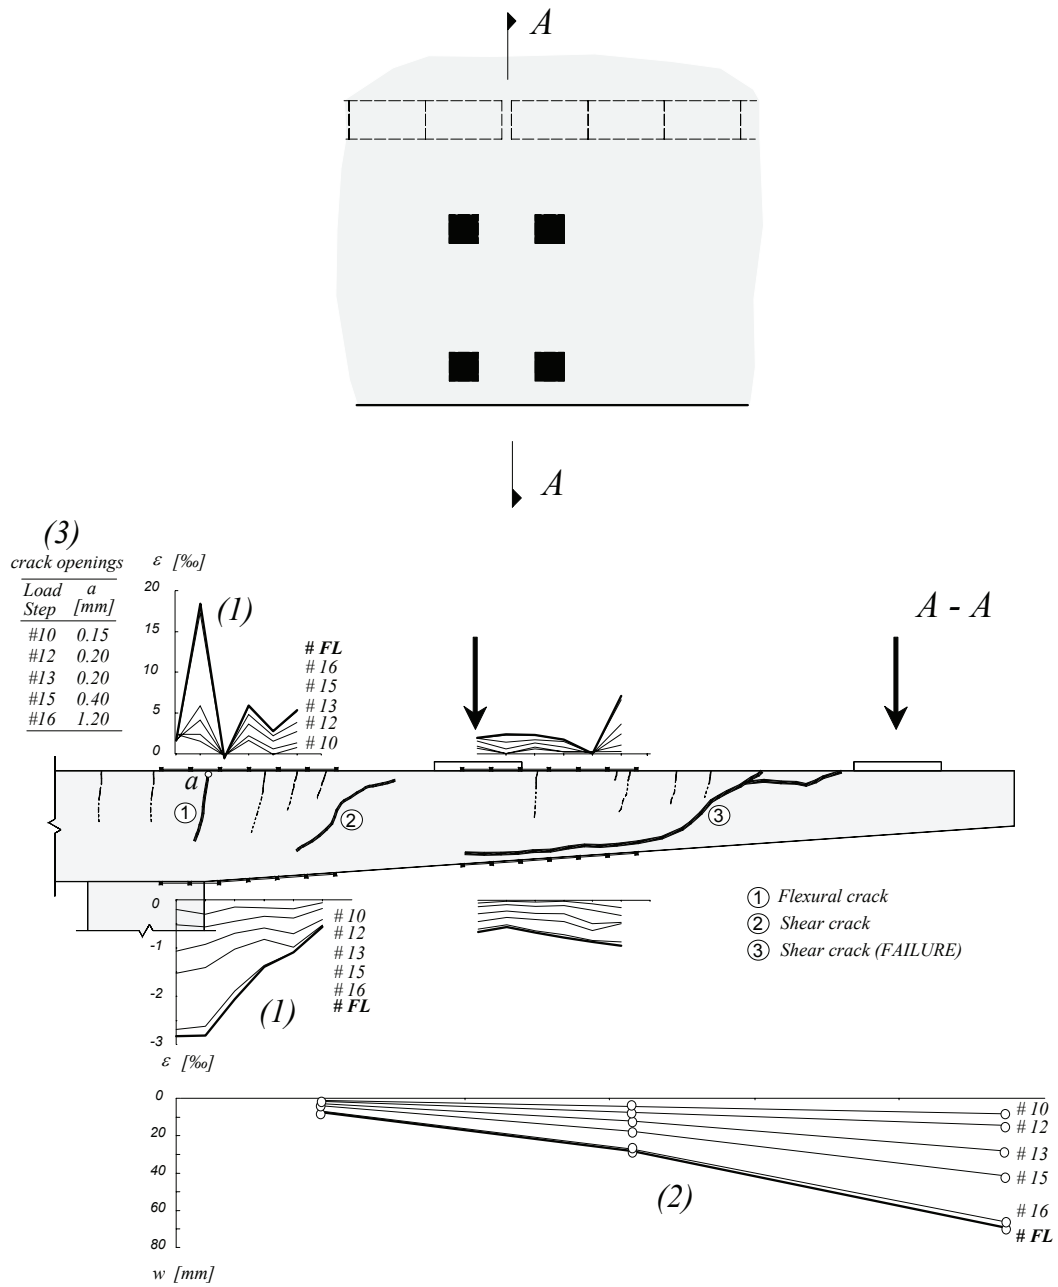 A
A
(3)
crack openings
Load Step a [mm]
#10 0.15
#12 0.20
#13 0.20
#15 0.40
#16 1.20
ε [‰]
20
15
10
5
0
(1)
# FL
# 16
# 15
# 13
# 12
# 10
A - A
a
1
2
3
0
-1
-2
-3
ε [‰]
# 10
# 12
# 13
# 15
# 16
# FL
(1)
1 Flexural crack
2 Shear crack
3 Shear crack (FAILURE)
0
20
40
60
80
w [mm]
(2)
# 10
# 12
# 13
# 15
# 16
# FL